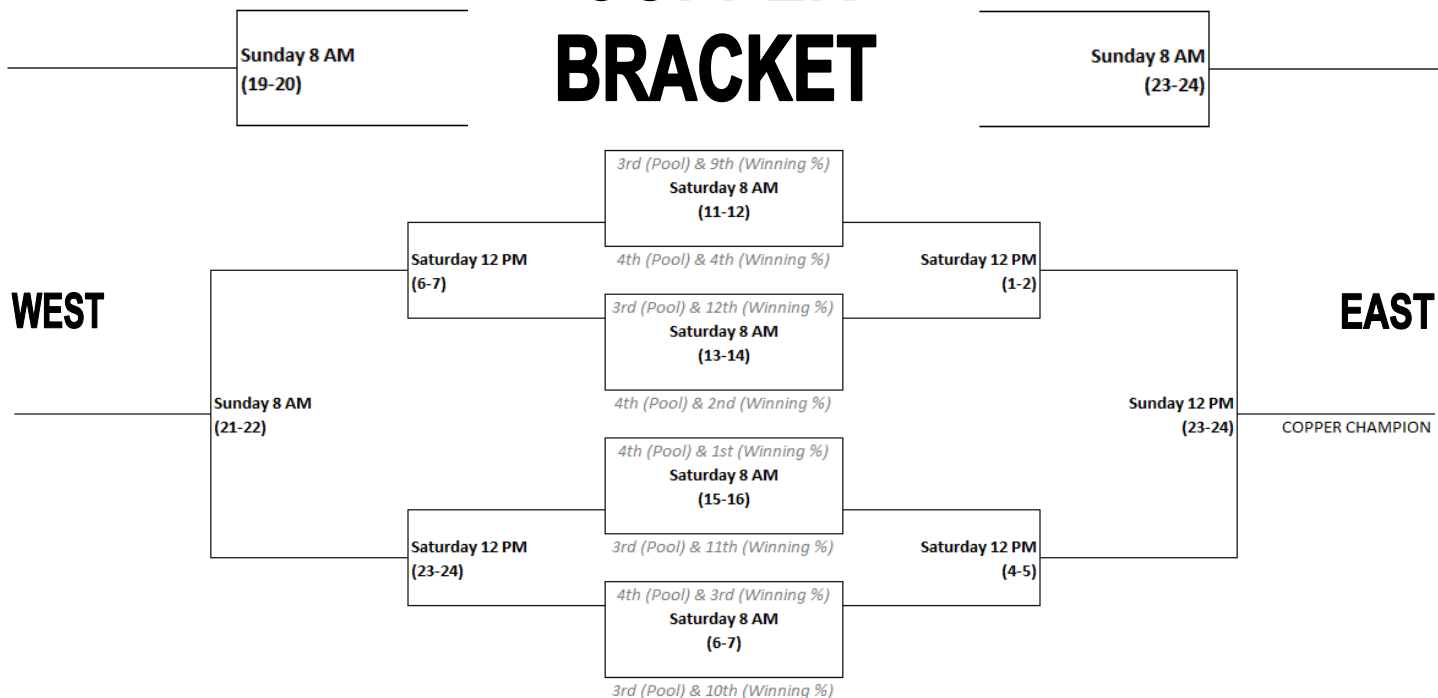 BRACKET
Sunday 8 AM
(19-20)
Sunday 8 AM
(23-24)
3rd (Pool) & 9th (Winning %)
Saturday 8 AM
(11-12)
4th (Pool) & 4th (Winning %)
Saturday 12 PM
(6-7)
Saturday 12 PM
(1-2)
WEST
EAST
3rd (Pool) & 12th (Winning %)
Saturday 8 AM
(13-14)
4th (Pool) & 2nd (Winning %)
Sunday 8 AM
(21-22)
Sunday 12 PM
(23-24)
COPPER CHAMPION
4th (Pool) & 1st (Winning %)
Saturday 8 AM
(15-16)
3rd (Pool) & 11th (Winning %)
Saturday 12 PM
(23-24)
Saturday 12 PM
(4-5)
4th (Pool) & 3rd (Winning %)
Saturday 8 AM
(6-7)
3rd (Pool) & 10th (Winning %)